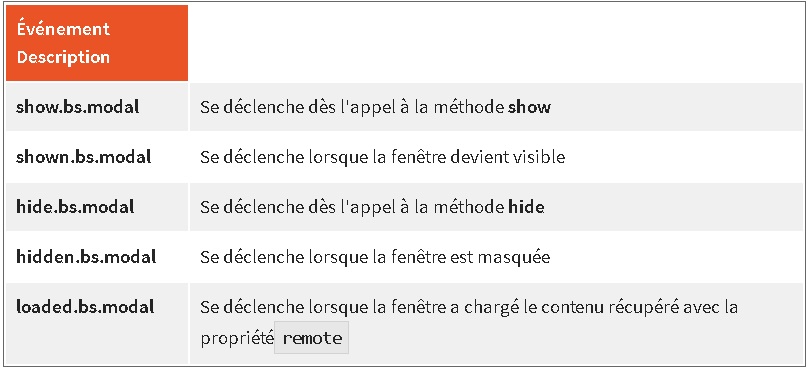 Événement
Description
show.bs.modal Se déclenche dès l'appel à la méthode show
shown.bs.modal Se déclenche lorsque la fenêtre devient visible
hide.bs.modal Se déclenche dès l'appel à la méthode hide
hidden.bs.modal Se déclenche lorsque la fenêtre est masquée
loaded.bs.modal Se déclenche lorsque la fenêtre a chargé le contenu récupéré avec la
propriété remote